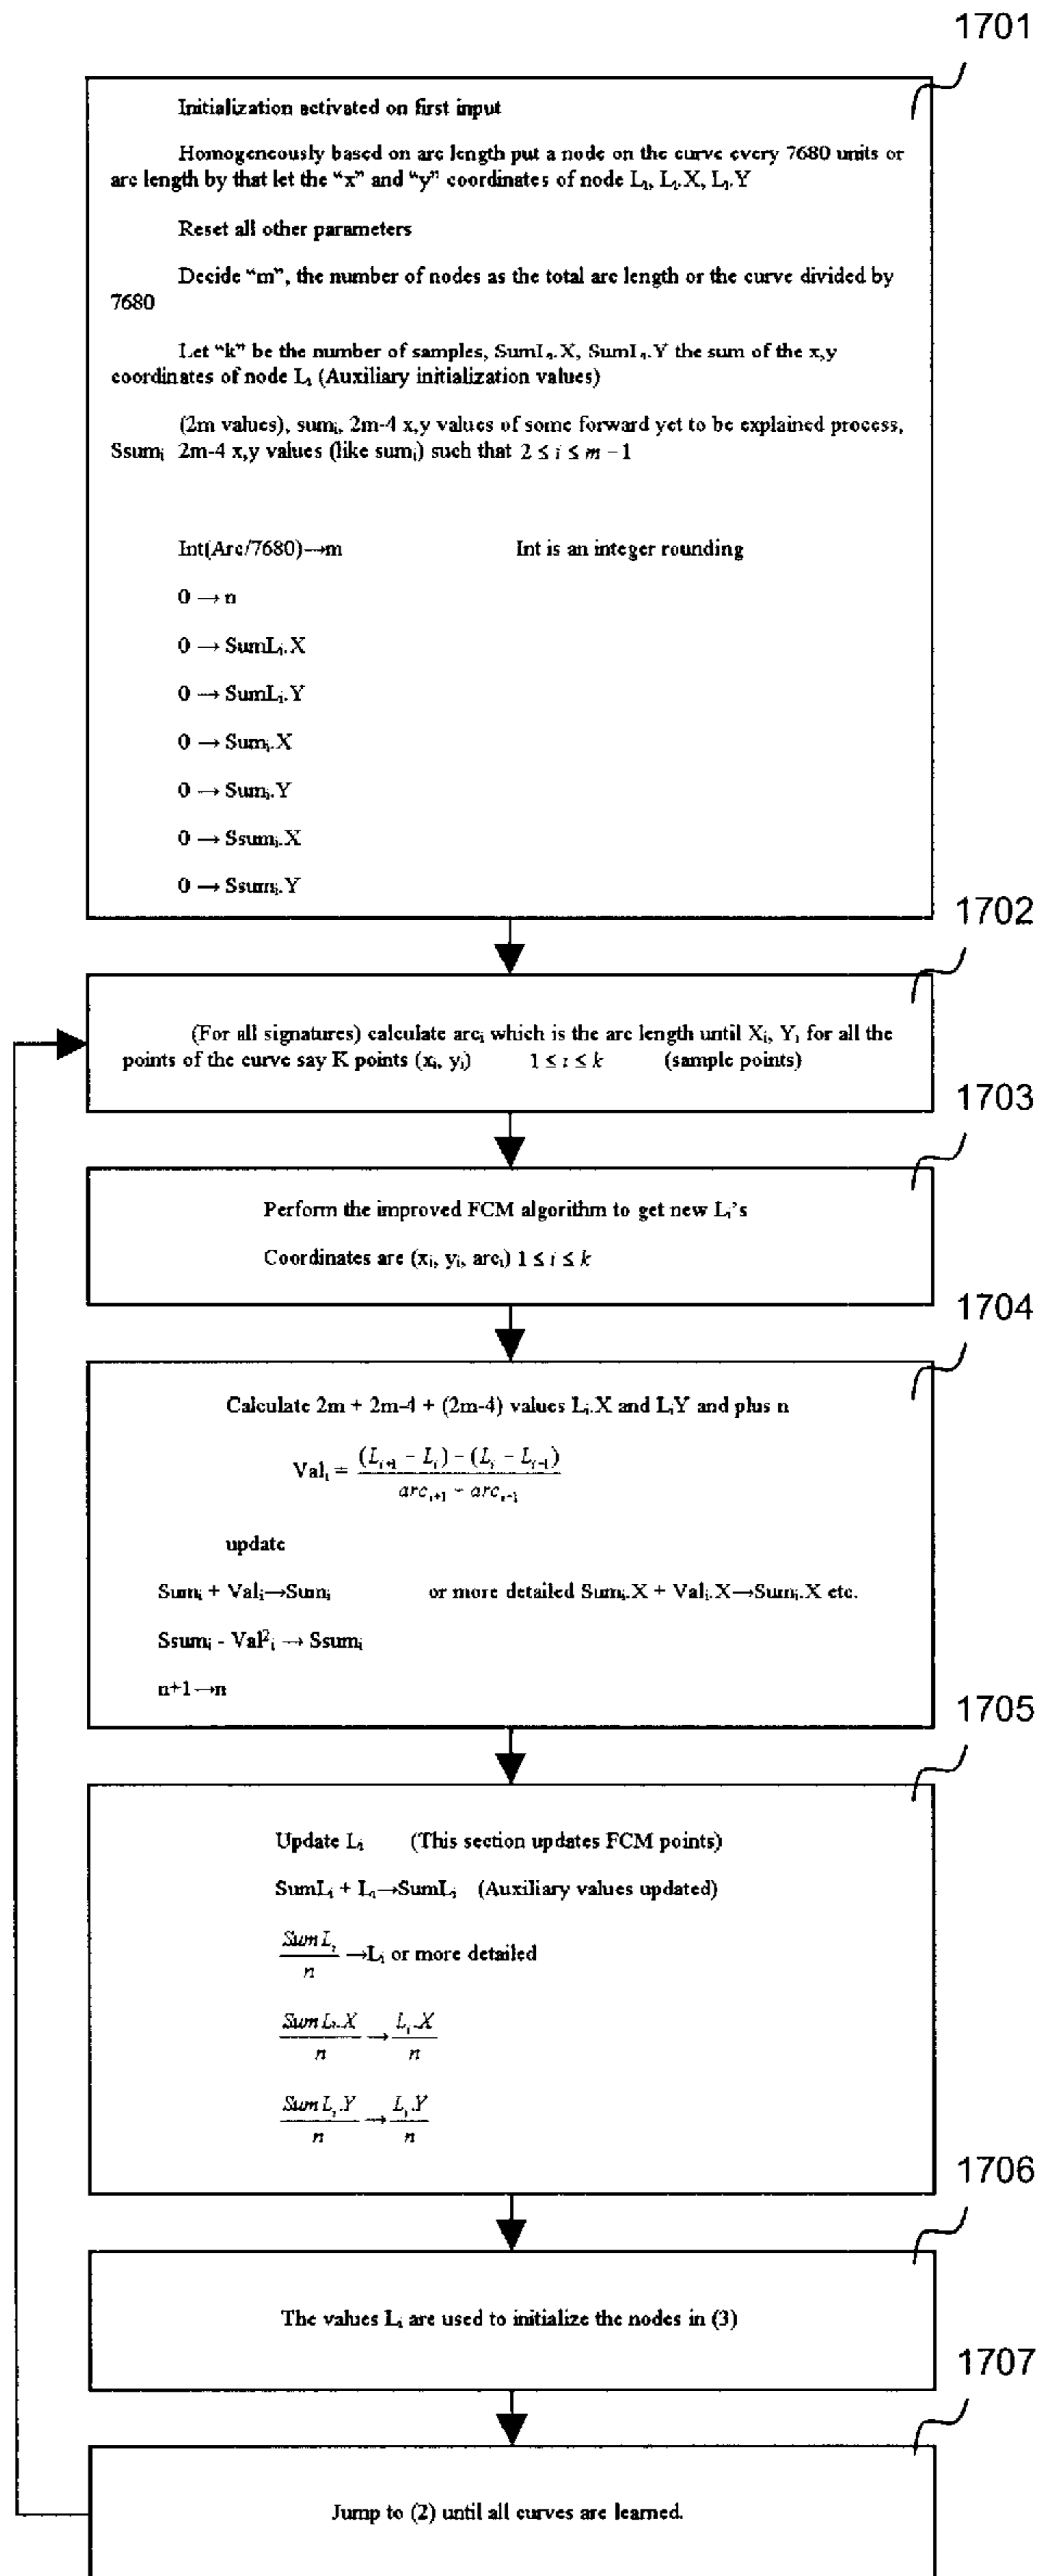 1701
Initialization activated on first input
Homogeneously based on arc length put a node on the curve every 7680 units or
arc length by that let the “x” and “y” coordinates of node Lᵢ, Lᵢ.X, Lᵢ.Y
Reset all other parameters
Decide “m”, the number of nodes as the total arc length or the curve divided by
7680
Let “k” be the number of samples, SumLᵢ.X, SumLᵢ.Y the sum of the x,y
coordinates of node Lᵢ (Auxiliary initialization values)
(2m values), sumᵢ, 2m-4 x,y values of some forward yet to be explained process,
Ssumᵢ 2m-4 x,y values (like sumᵢ) such that 2 ≤ i ≤ m − 1
Int(Arc/7680)→m Int is an integer rounding
0 → n
0 → SumLᵢ.X
0 → SumLᵢ.Y
0 → Sumᵢ.X
0 → Sumᵢ.Y
0 → Ssumᵢ.X
0 → Ssumᵢ.Y
1702
(For all signatures) calculate arcᵢ which is the arc length until Xᵢ, Yᵢ for all the
points of the curve say K points (xᵢ, yᵢ) 1 ≤ i ≤ k (sample points)
1703
Perform the improved FCM algorithm to get new Lᵢ’s
Coordinates are (xᵢ, yᵢ, arcᵢ) 1 ≤ i ≤ k
1704
Calculate 2m + 2m-4 + (2m-4) values Lᵢ.X and LᵢY and plus n
Valᵢ = ((Lᵢ₊₁ − Lᵢ) − (Lᵢ − Lᵢ₋₁)) / (arcᵢ₊₁ − arcᵢ₋₁)
update
Sumᵢ + Valᵢ→Sumᵢ or more detailed Sumᵢ.X + Valᵢ.X→Sumᵢ.X etc.
Ssumᵢ - Val²ᵢ → Ssumᵢ
n+1→n
1705
Update Lᵢ (This section updates FCM points)
SumLᵢ + Lᵢ→SumLᵢ (Auxiliary values updated)
Sum Lᵢ / n →Lᵢ or more detailed
Sum Lᵢ.X / n → Lᵢ.X / n
Sum Lᵢ.Y / n → Lᵢ.Y / n
1706
The values Lᵢ are used to initialize the nodes in (3)
1707
Jump to (2) until all curves are learned.